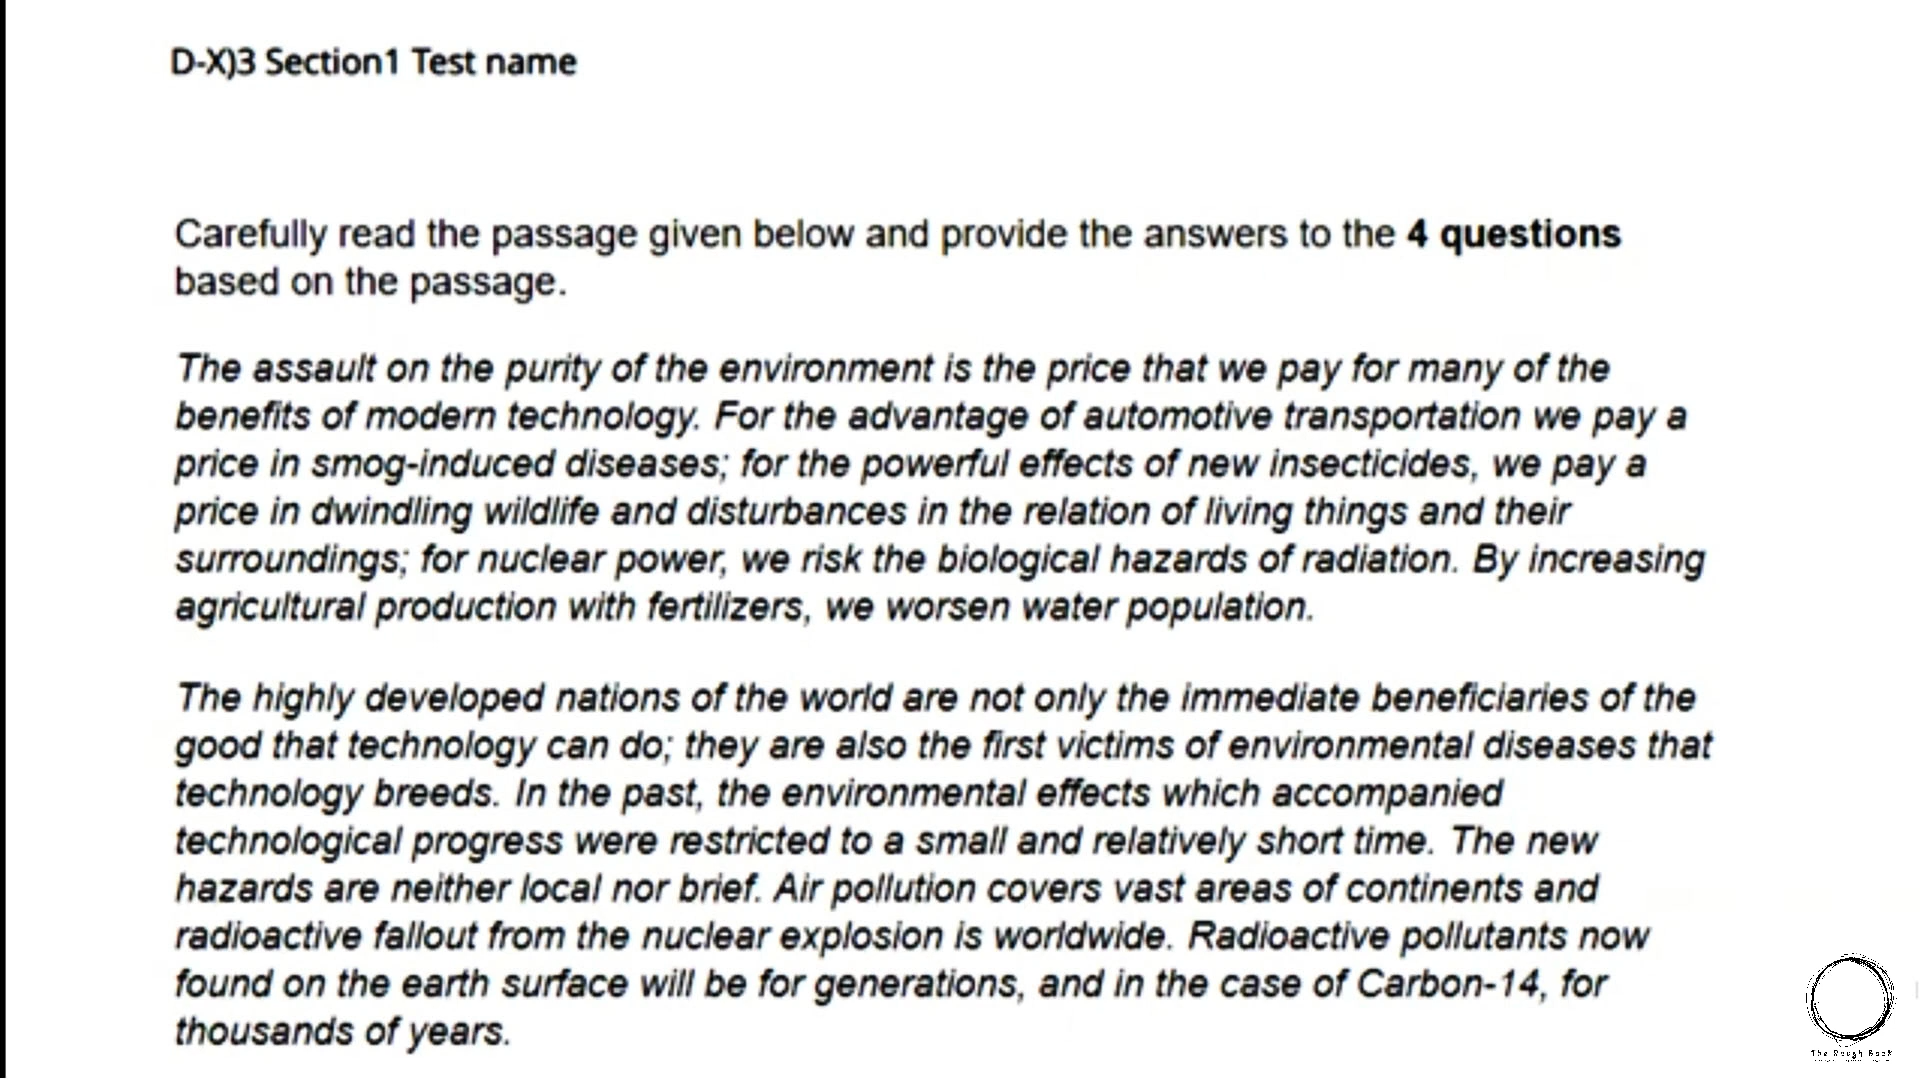 D-X)3 Section1 Test name
Carefully read the passage given below and provide the answers to the 4 questions
based on the passage.
The assault on the purity of the environment is the price that we pay for many of the
benefits of modern technology. For the advantage of automotive transportation we pay a
price in smog-induced diseases; for the powerful effects of new insecticides, we pay a
price in dwindling wildlife and disturbances in the relation of living things and their
surroundings; for nuclear power, we risk the biological hazards of radiation. By increasing
agricultural production with fertilizers, we worsen water population.
The highly developed nations of the world are not only the immediate beneficiaries of the
good that technology can do; they are also the first victims of environmental diseases that
technology breeds. In the past, the environmental effects which accompanied
technological progress were restricted to a small and relatively short time. The new
hazards are neither local nor brief. Air pollution covers vast areas of continents and
radioactive fallout from the nuclear explosion is worldwide. Radioactive pollutants now
found on the earth surface will be for generations, and in the case of Carbon-14, for
thousands of years.
The Rough Book